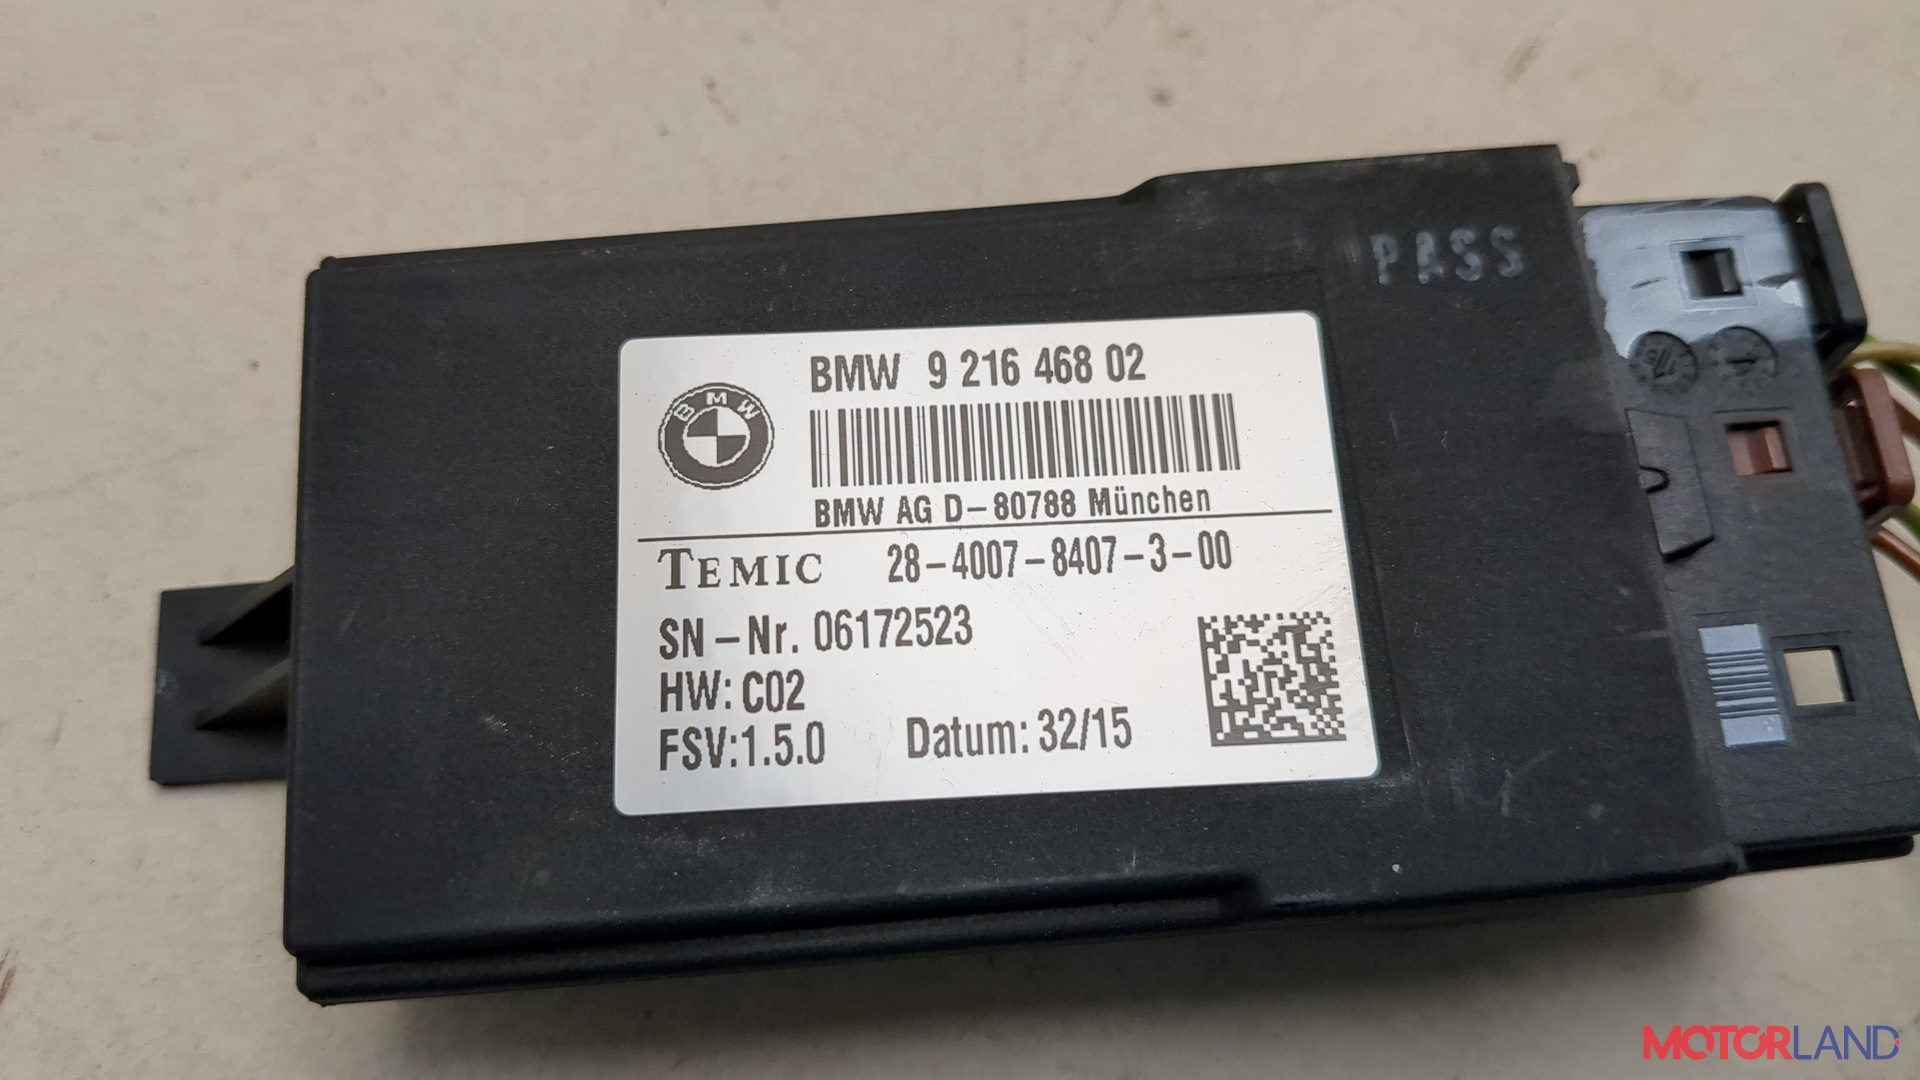 PASS
BMW 9 216 468 02
BMW
BMW AG D-80788 München
TEMIC 28-4007-8407-3-00
SN-Nr. 06172523
HW: C02
FSV:1.5.0 Datum: 32/15
MOTORLAND